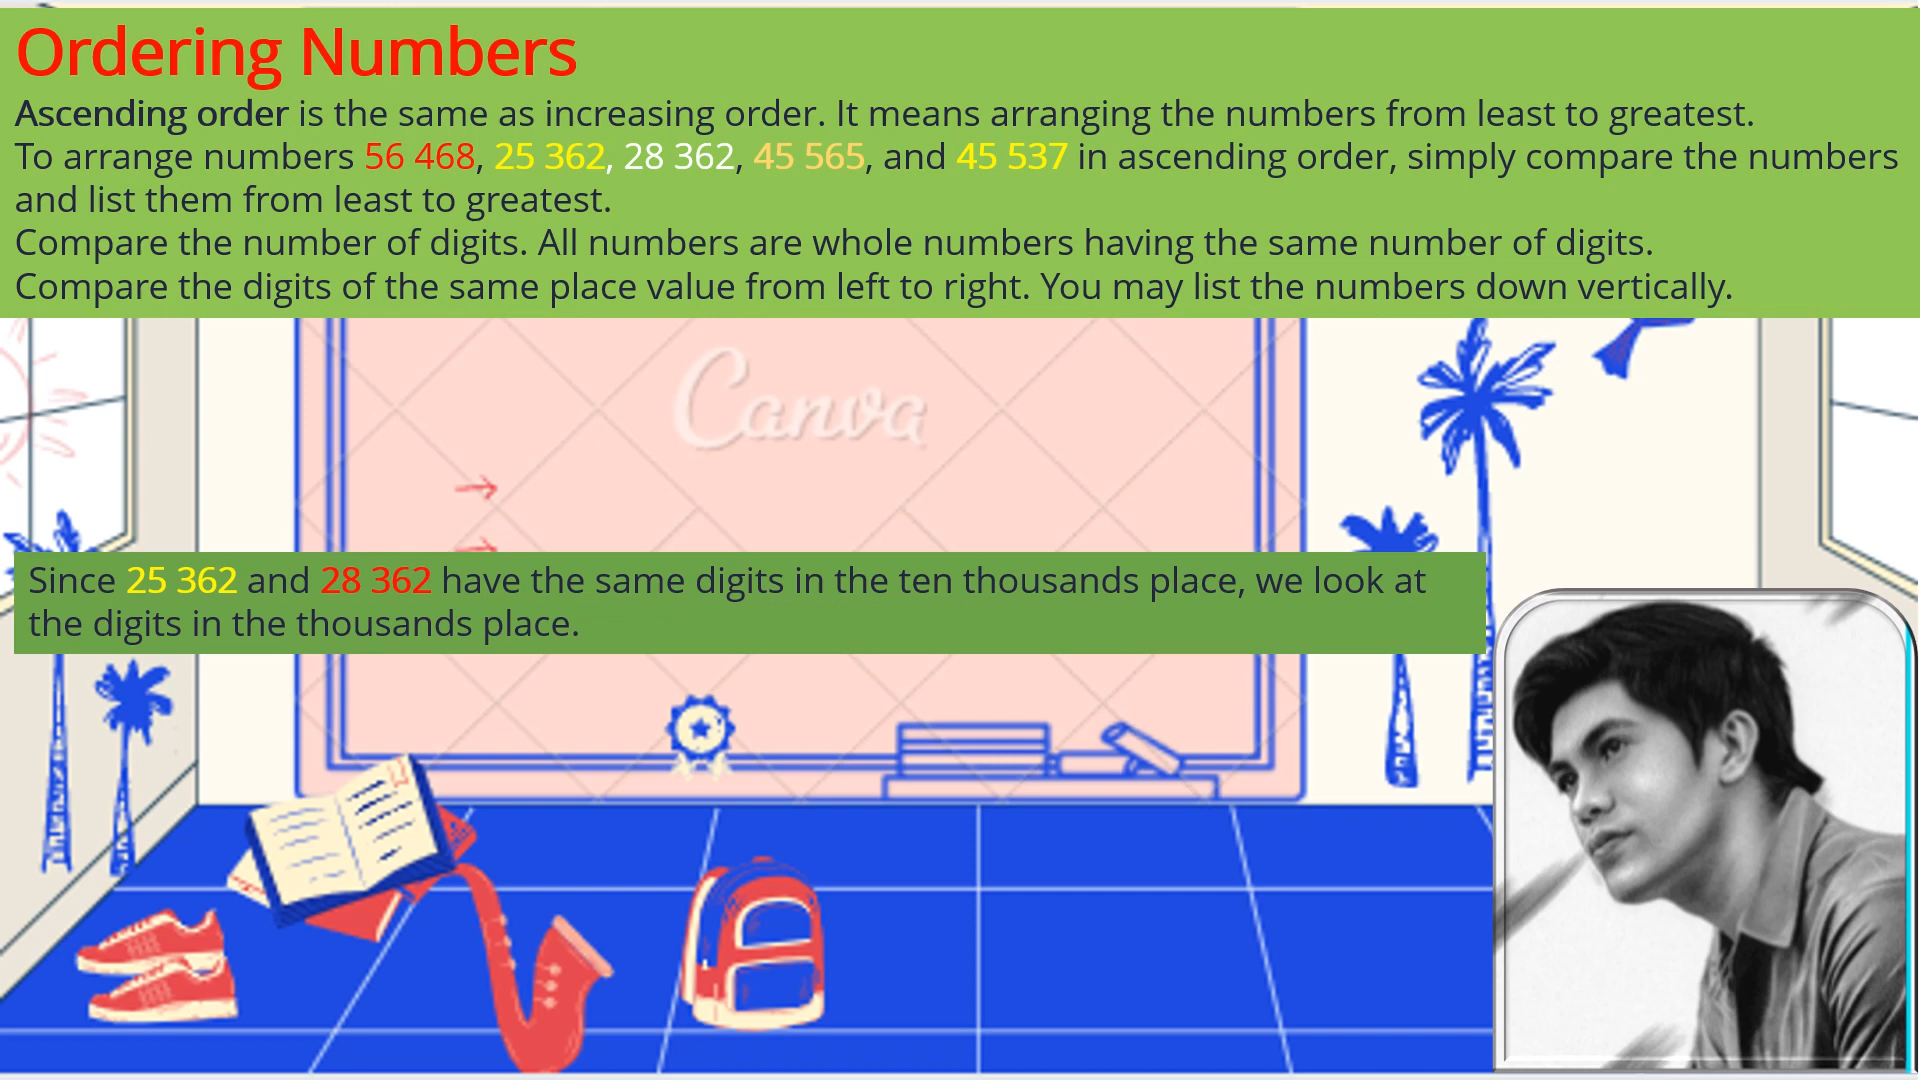 Ordering Numbers
Ascending order is the same as increasing order. It means arranging the numbers from least to greatest.
To arrange numbers 56 468, 25 362, 28 362, 45 565, and 45 537 in ascending order, simply compare the numbers
and list them from least to greatest.
Compare the number of digits. All numbers are whole numbers having the same number of digits.
Compare the digits of the same place value from left to right. You may list the numbers down vertically.
Canva
Since 25 362 and 28 362 have the same digits in the ten thousands place, we look at
the digits in the thousands place.